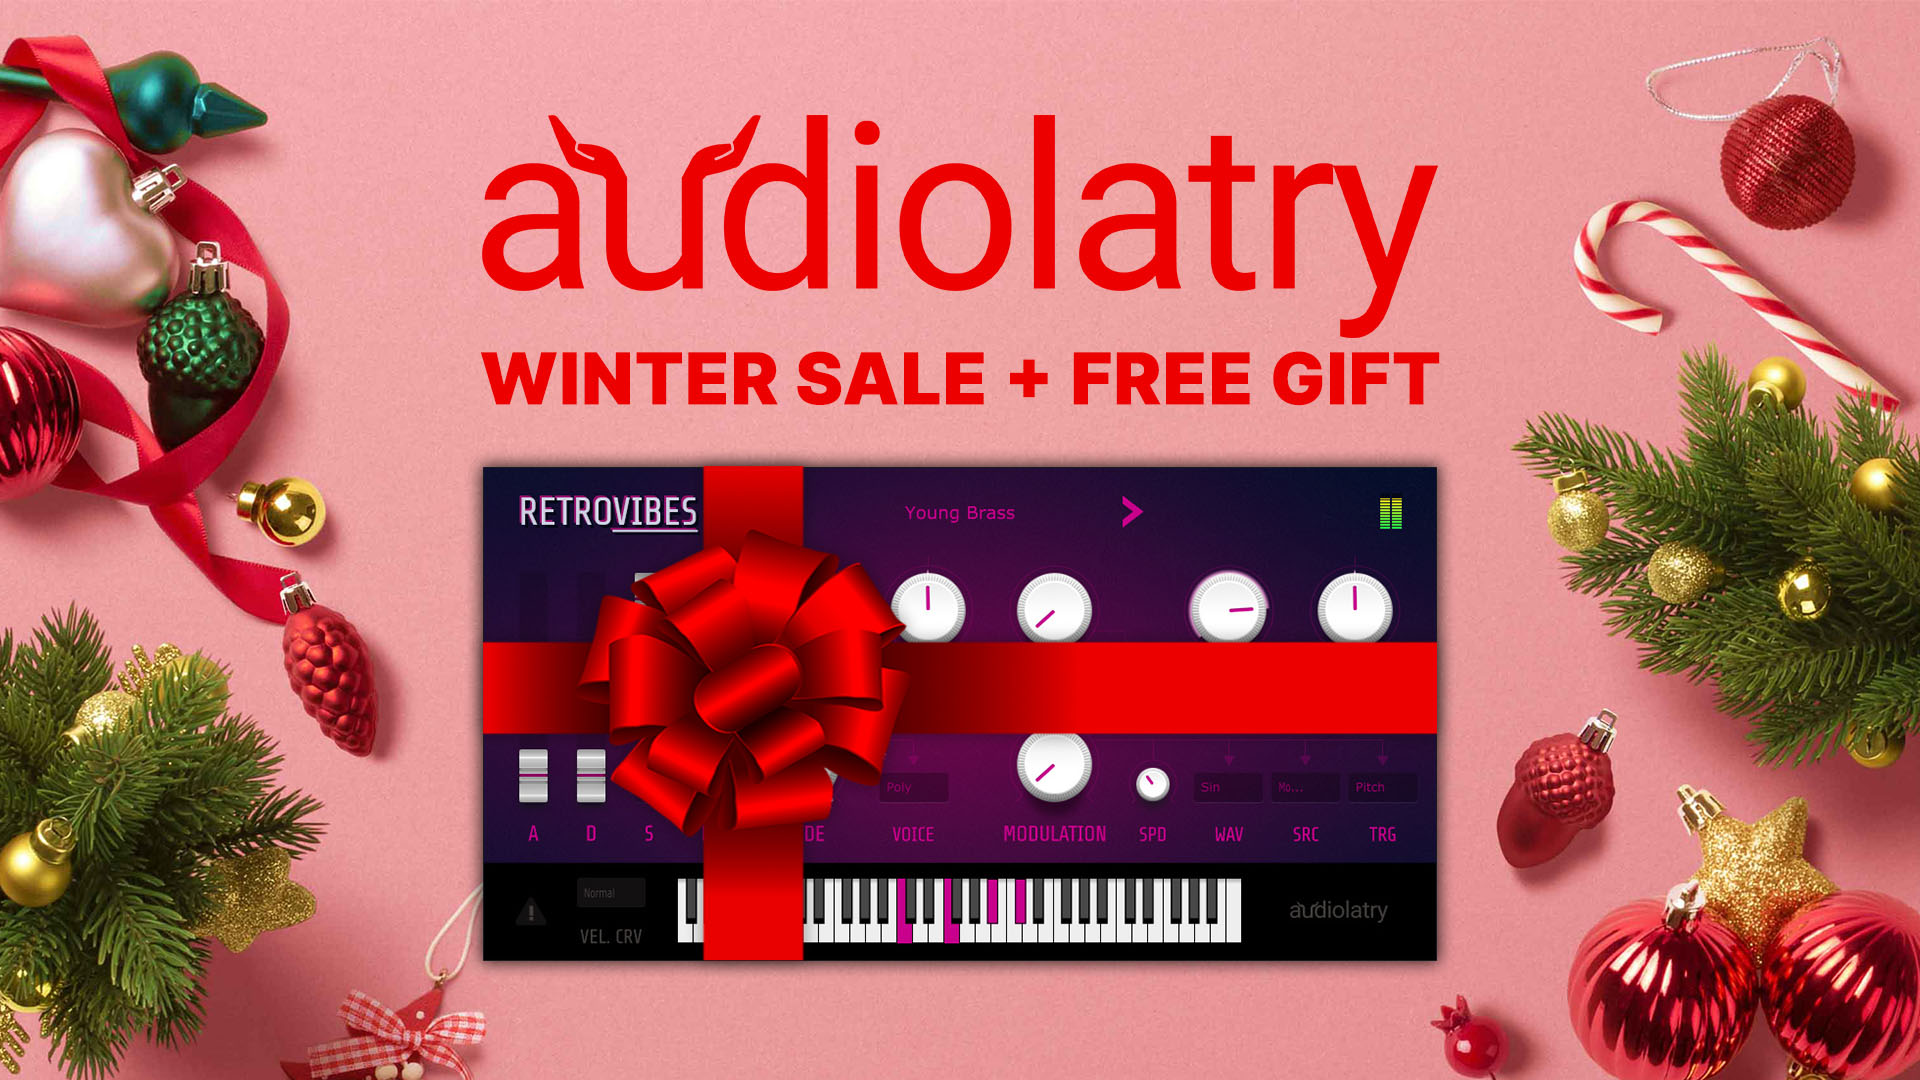 audiolatry
WINTER SALE + FREE GIFT
RETROVIBES
Young Brass
Poly
Sin
Mo...
Pitch
A
D
S
DE
VOICE
MODULATION
SPD
WAV
SRC
TRG
Normal
VEL. CRV
audiolatry